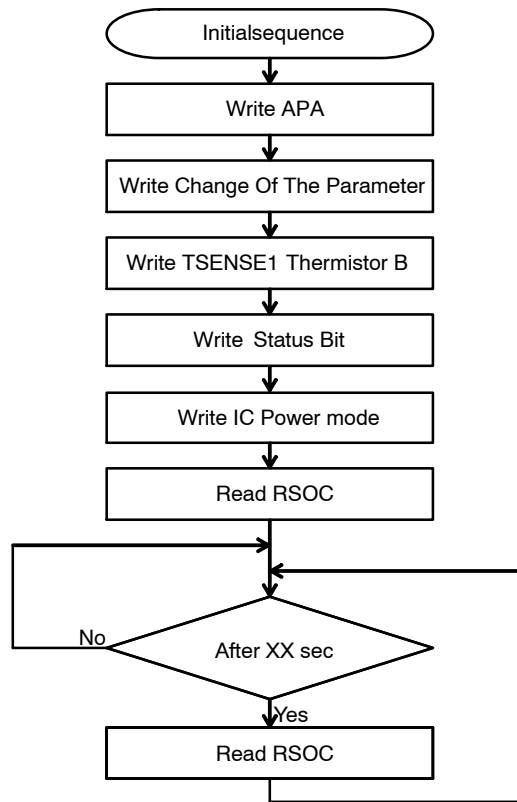 Initialsequence
Write APA
Write Change Of The Parameter
Write TSENSE1 Thermistor B
Write Status Bit
Write IC Power mode
Read RSOC
No
After XX sec
Yes
Read RSOC